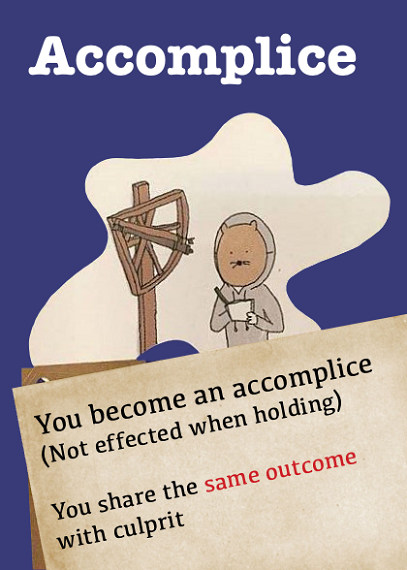 Accomplice
You become an accomplice
(Not effected when holding)
You share the same outcome
with culprit